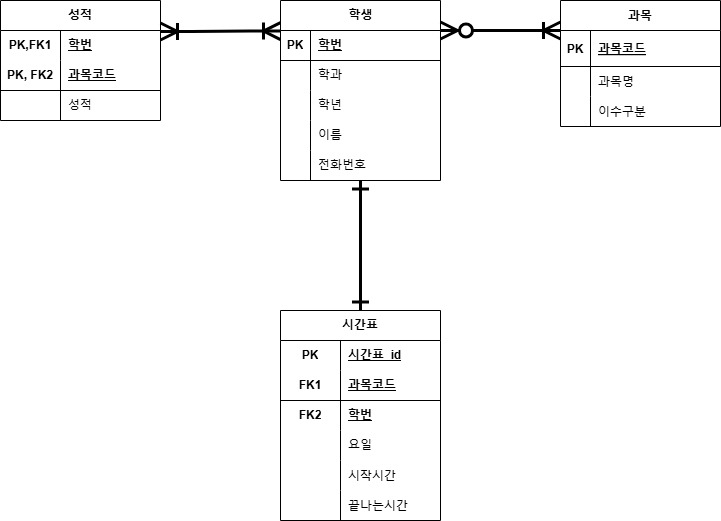 성적
PK,FK1 학번
PK, FK2 과목코드
성적
학생
PK 학번
학과
학년
이름
전화번호
과목
PK 과목코드
과목명
이수구분
시간표
PK 시간표_id
FK1 과목코드
FK2 학번
요일
시작시간
끝나는시간